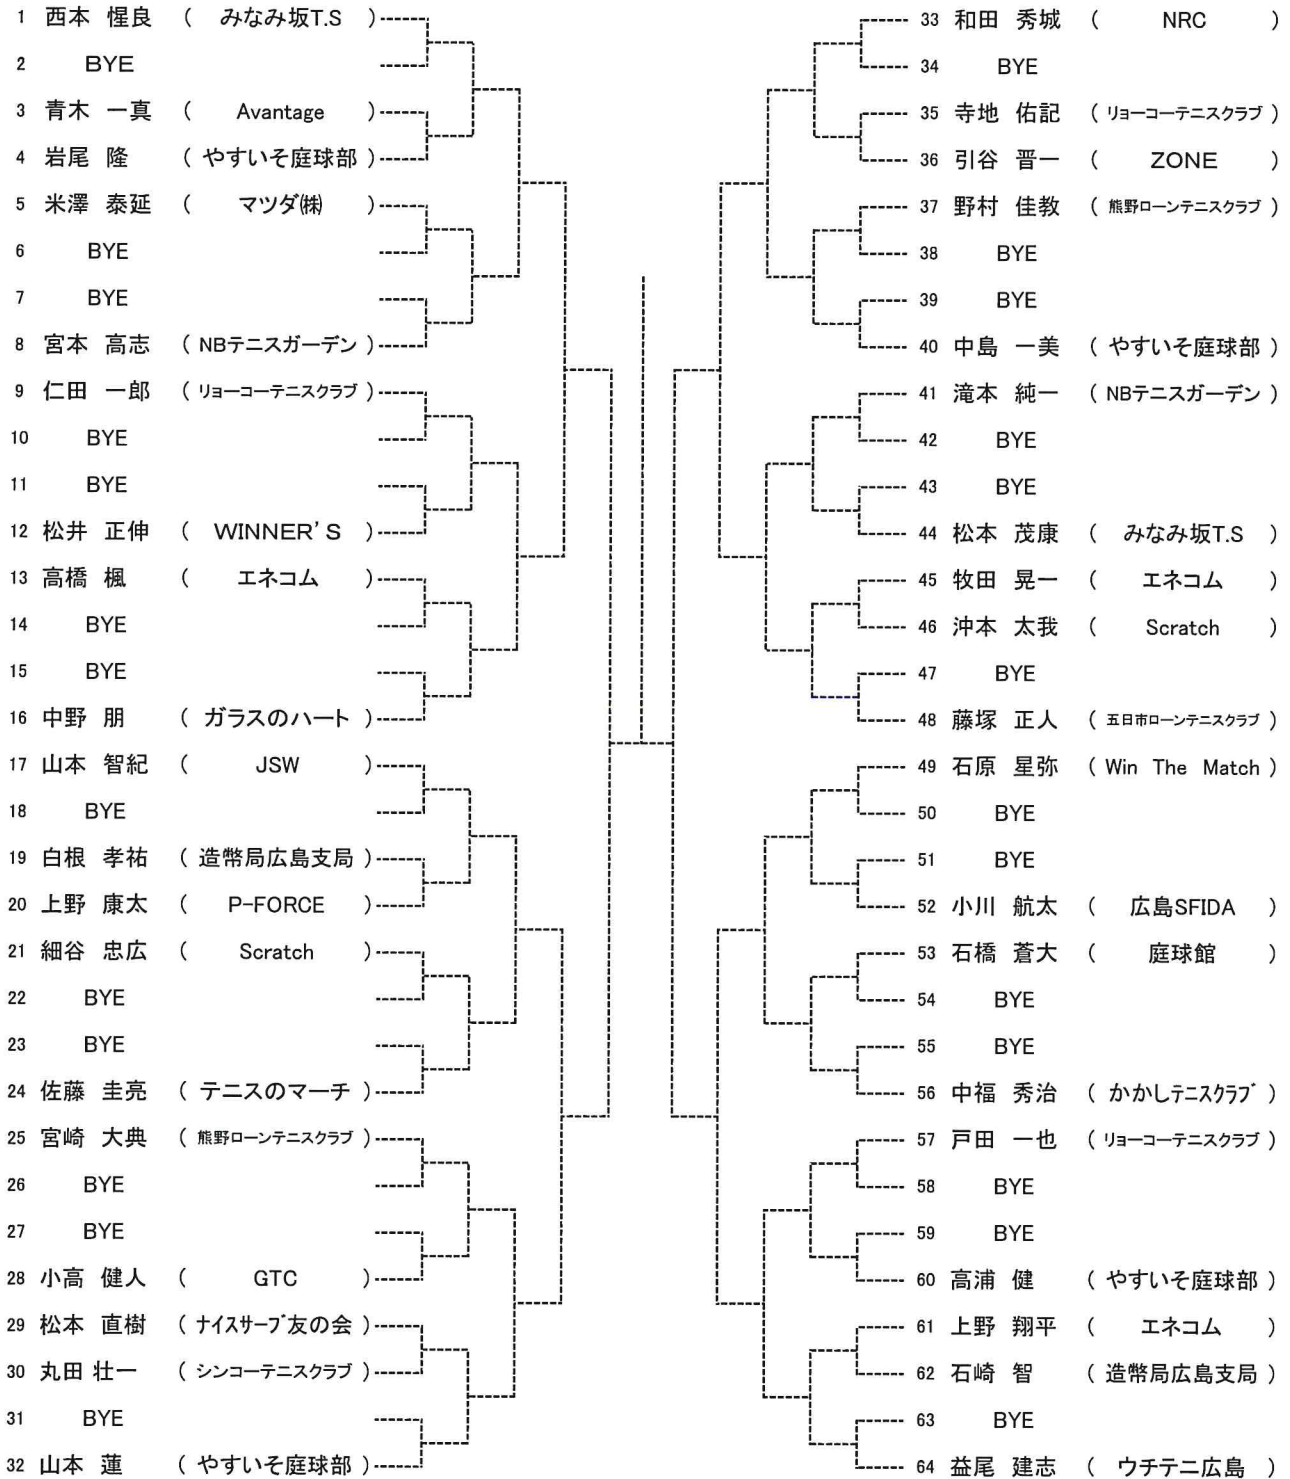 1 西本 惺良 ( みなみ坂T.S )
2 BYE
3 青木 一真 ( Avantage )
4 岩尾 隆 ( やすいそ庭球部 )
5 米澤 泰延 ( マツダ㈱ )
6 BYE
7 BYE
8 宮本 高志 ( NBテニスガーデン )
9 仁田 一郎 ( リョーコーテニスクラブ )
10 BYE
11 BYE
12 松井 正伸 ( WINNER'S )
13 高橋 楓 ( エネコム )
14 BYE
15 BYE
16 中野 朋 ( ガラスのハート )
17 山本 智紀 ( JSW )
18 BYE
19 白根 孝祐 ( 造幣局広島支局 )
20 上野 康太 ( P-FORCE )
21 細谷 忠広 ( Scratch )
22 BYE
23 BYE
24 佐藤 圭亮 ( テニスのマーチ )
25 宮崎 大典 ( 熊野ローンテニスクラブ )
26 BYE
27 BYE
28 小高 健人 ( GTC )
29 松本 直樹 ( ナイスサーブ友の会 )
30 丸田 壮一 ( シンコーテニスクラブ )
31 BYE
32 山本 蓮 ( やすいそ庭球部 )
33 和田 秀城 ( NRC )
34 BYE
35 寺地 佑記 ( リョーコーテニスクラブ )
36 引谷 晋一 ( ZONE )
37 野村 佳教 ( 熊野ローンテニスクラブ )
38 BYE
39 BYE
40 中島 一美 ( やすいそ庭球部 )
41 滝本 純一 ( NBテニスガーデン )
42 BYE
43 BYE
44 松本 茂康 ( みなみ坂T.S )
45 牧田 晃一 ( エネコム )
46 沖本 太我 ( Scratch )
47 BYE
48 藤塚 正人 ( 五日市ローンテニスクラブ )
49 石原 星弥 ( Win The Match )
50 BYE
51 BYE
52 小川 航太 ( 広島SFIDA )
53 石橋 蒼大 ( 庭球館 )
54 BYE
55 BYE
56 中福 秀治 ( かかしテニスクラブ )
57 戸田 一也 ( リョーコーテニスクラブ )
58 BYE
59 BYE
60 高浦 健 ( やすいそ庭球部 )
61 上野 翔平 ( エネコム )
62 石崎 智 ( 造幣局広島支局 )
63 BYE
64 益尾 建志 ( ウチテニ広島 )